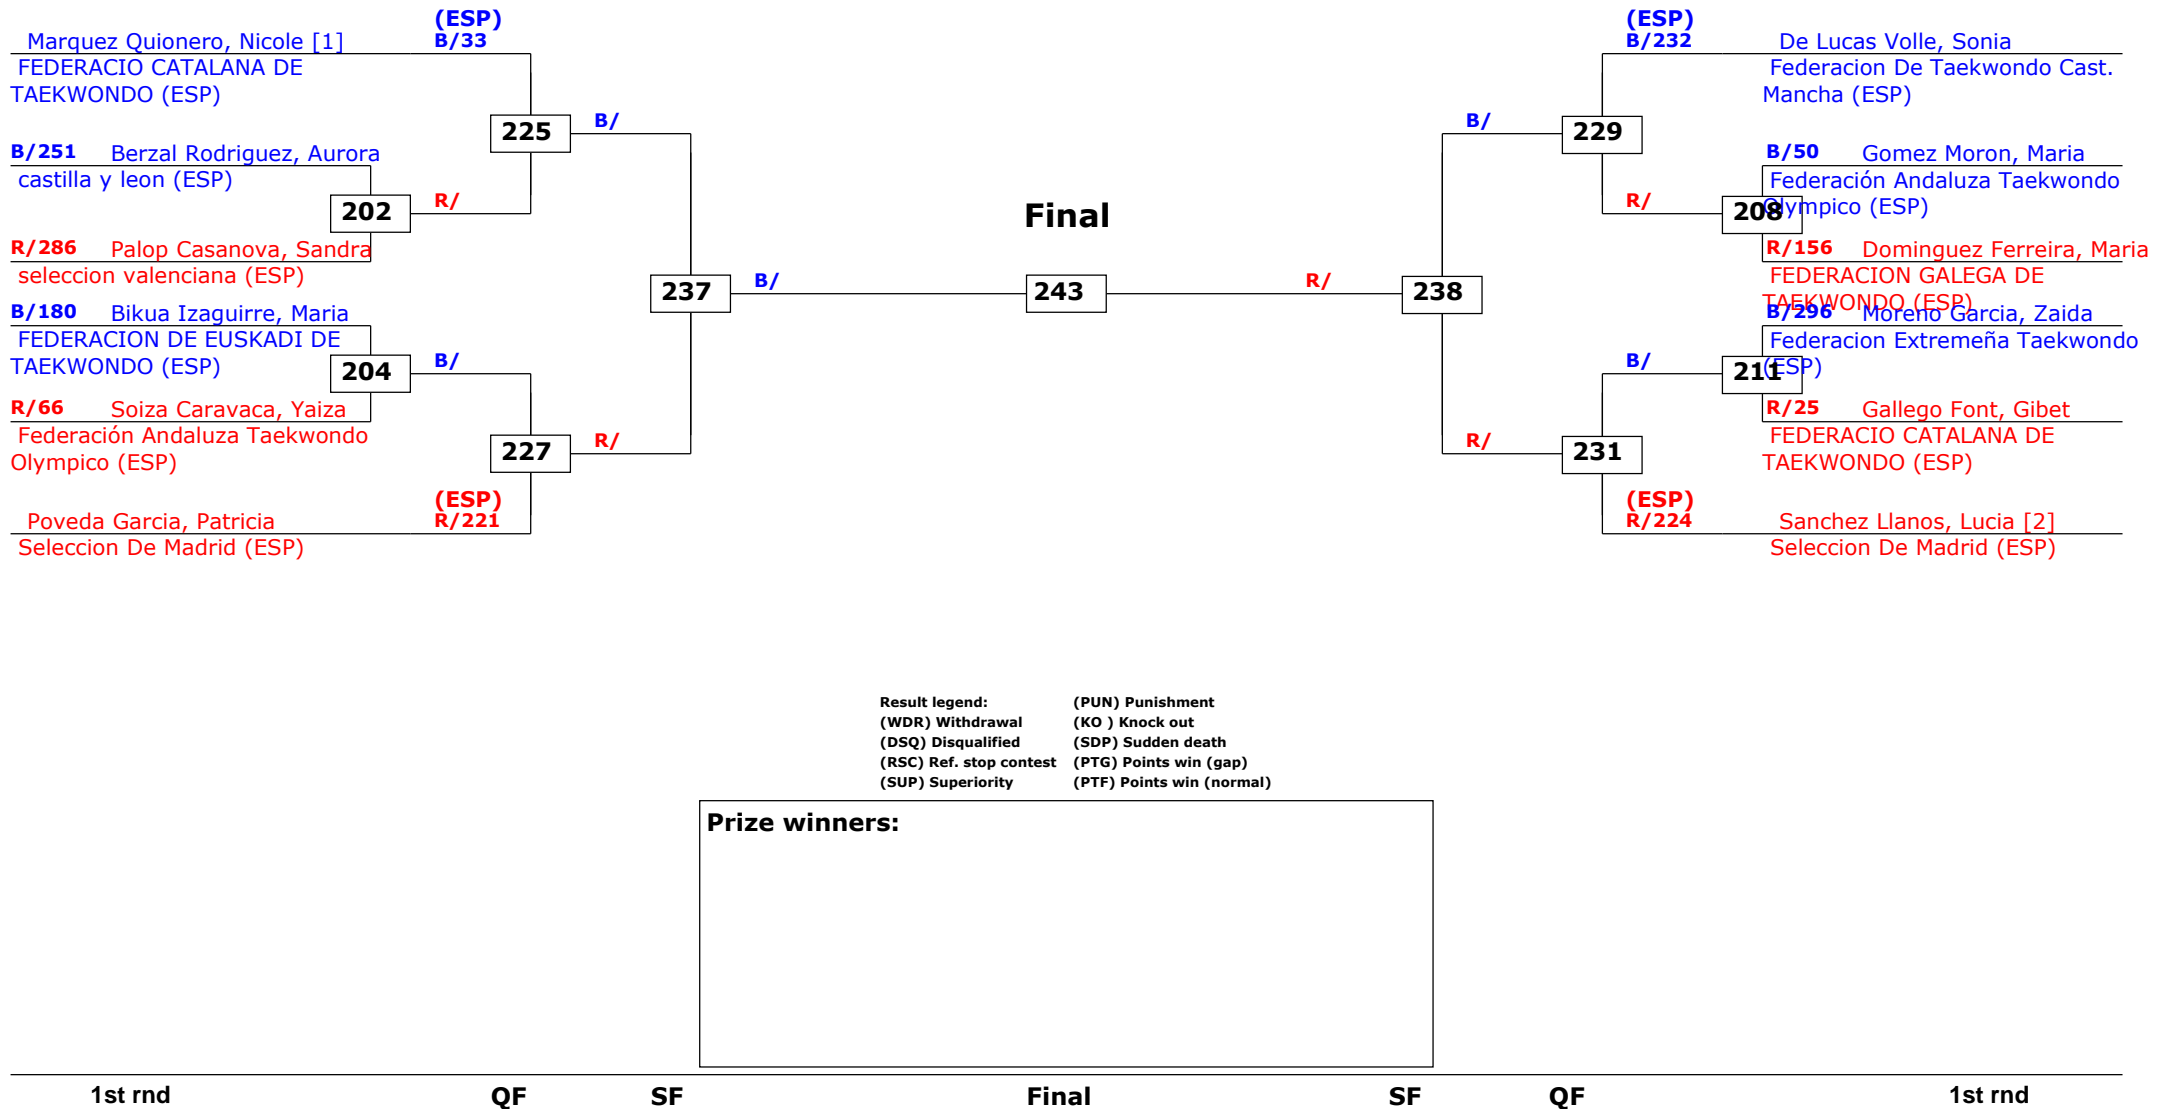 (ESP)
Marquez Quionero, Nicole [1] B/33
FEDERACIO CATALANA DE
TAEKWONDO (ESP)
225 B/
B/251 Berzal Rodriguez, Aurora
castilla y leon (ESP)
202 R/
R/286 Palop Casanova, Sandra
seleccion valenciana (ESP)
237 B/
B/180 Bikua Izaguirre, Maria
FEDERACION DE EUSKADI DE
TAEKWONDO (ESP)
204 B/
R/66 Soiza Caravaca, Yaiza
Federación Andaluza Taekwondo
Olympico (ESP)
227 R/
(ESP)
Poveda Garcia, Patricia R/221
Seleccion De Madrid (ESP)
Final
243
(ESP)
B/232 De Lucas Volle, Sonia
Federacion De Taekwondo Cast.
Mancha (ESP)
B/ 229
B/50 Gomez Moron, Maria
Federación Andaluza Taekwondo
Olympico (ESP)
R/ 208
R/156 Dominguez Ferreira, Maria
FEDERACION GALEGA DE
TAEKWONDO (ESP)
R/ 238
B/296 Moreno Garcia, Zaida
Federacion Extremeña Taekwondo
(ESP)
B/ 211
R/25 Gallego Font, Gibet
FEDERACIO CATALANA DE
TAEKWONDO (ESP)
R/ 231
(ESP)
R/224 Sanchez Llanos, Lucia [2]
Seleccion De Madrid (ESP)
Result legend: (PUN) Punishment
(WDR) Withdrawal (KO ) Knock out
(DSQ) Disqualified (SDP) Sudden death
(RSC) Ref. stop contest (PTG) Points win (gap)
(SUP) Superiority (PTF) Points win (normal)
Prize winners:
1st rnd QF SF Final SF QF 1st rnd